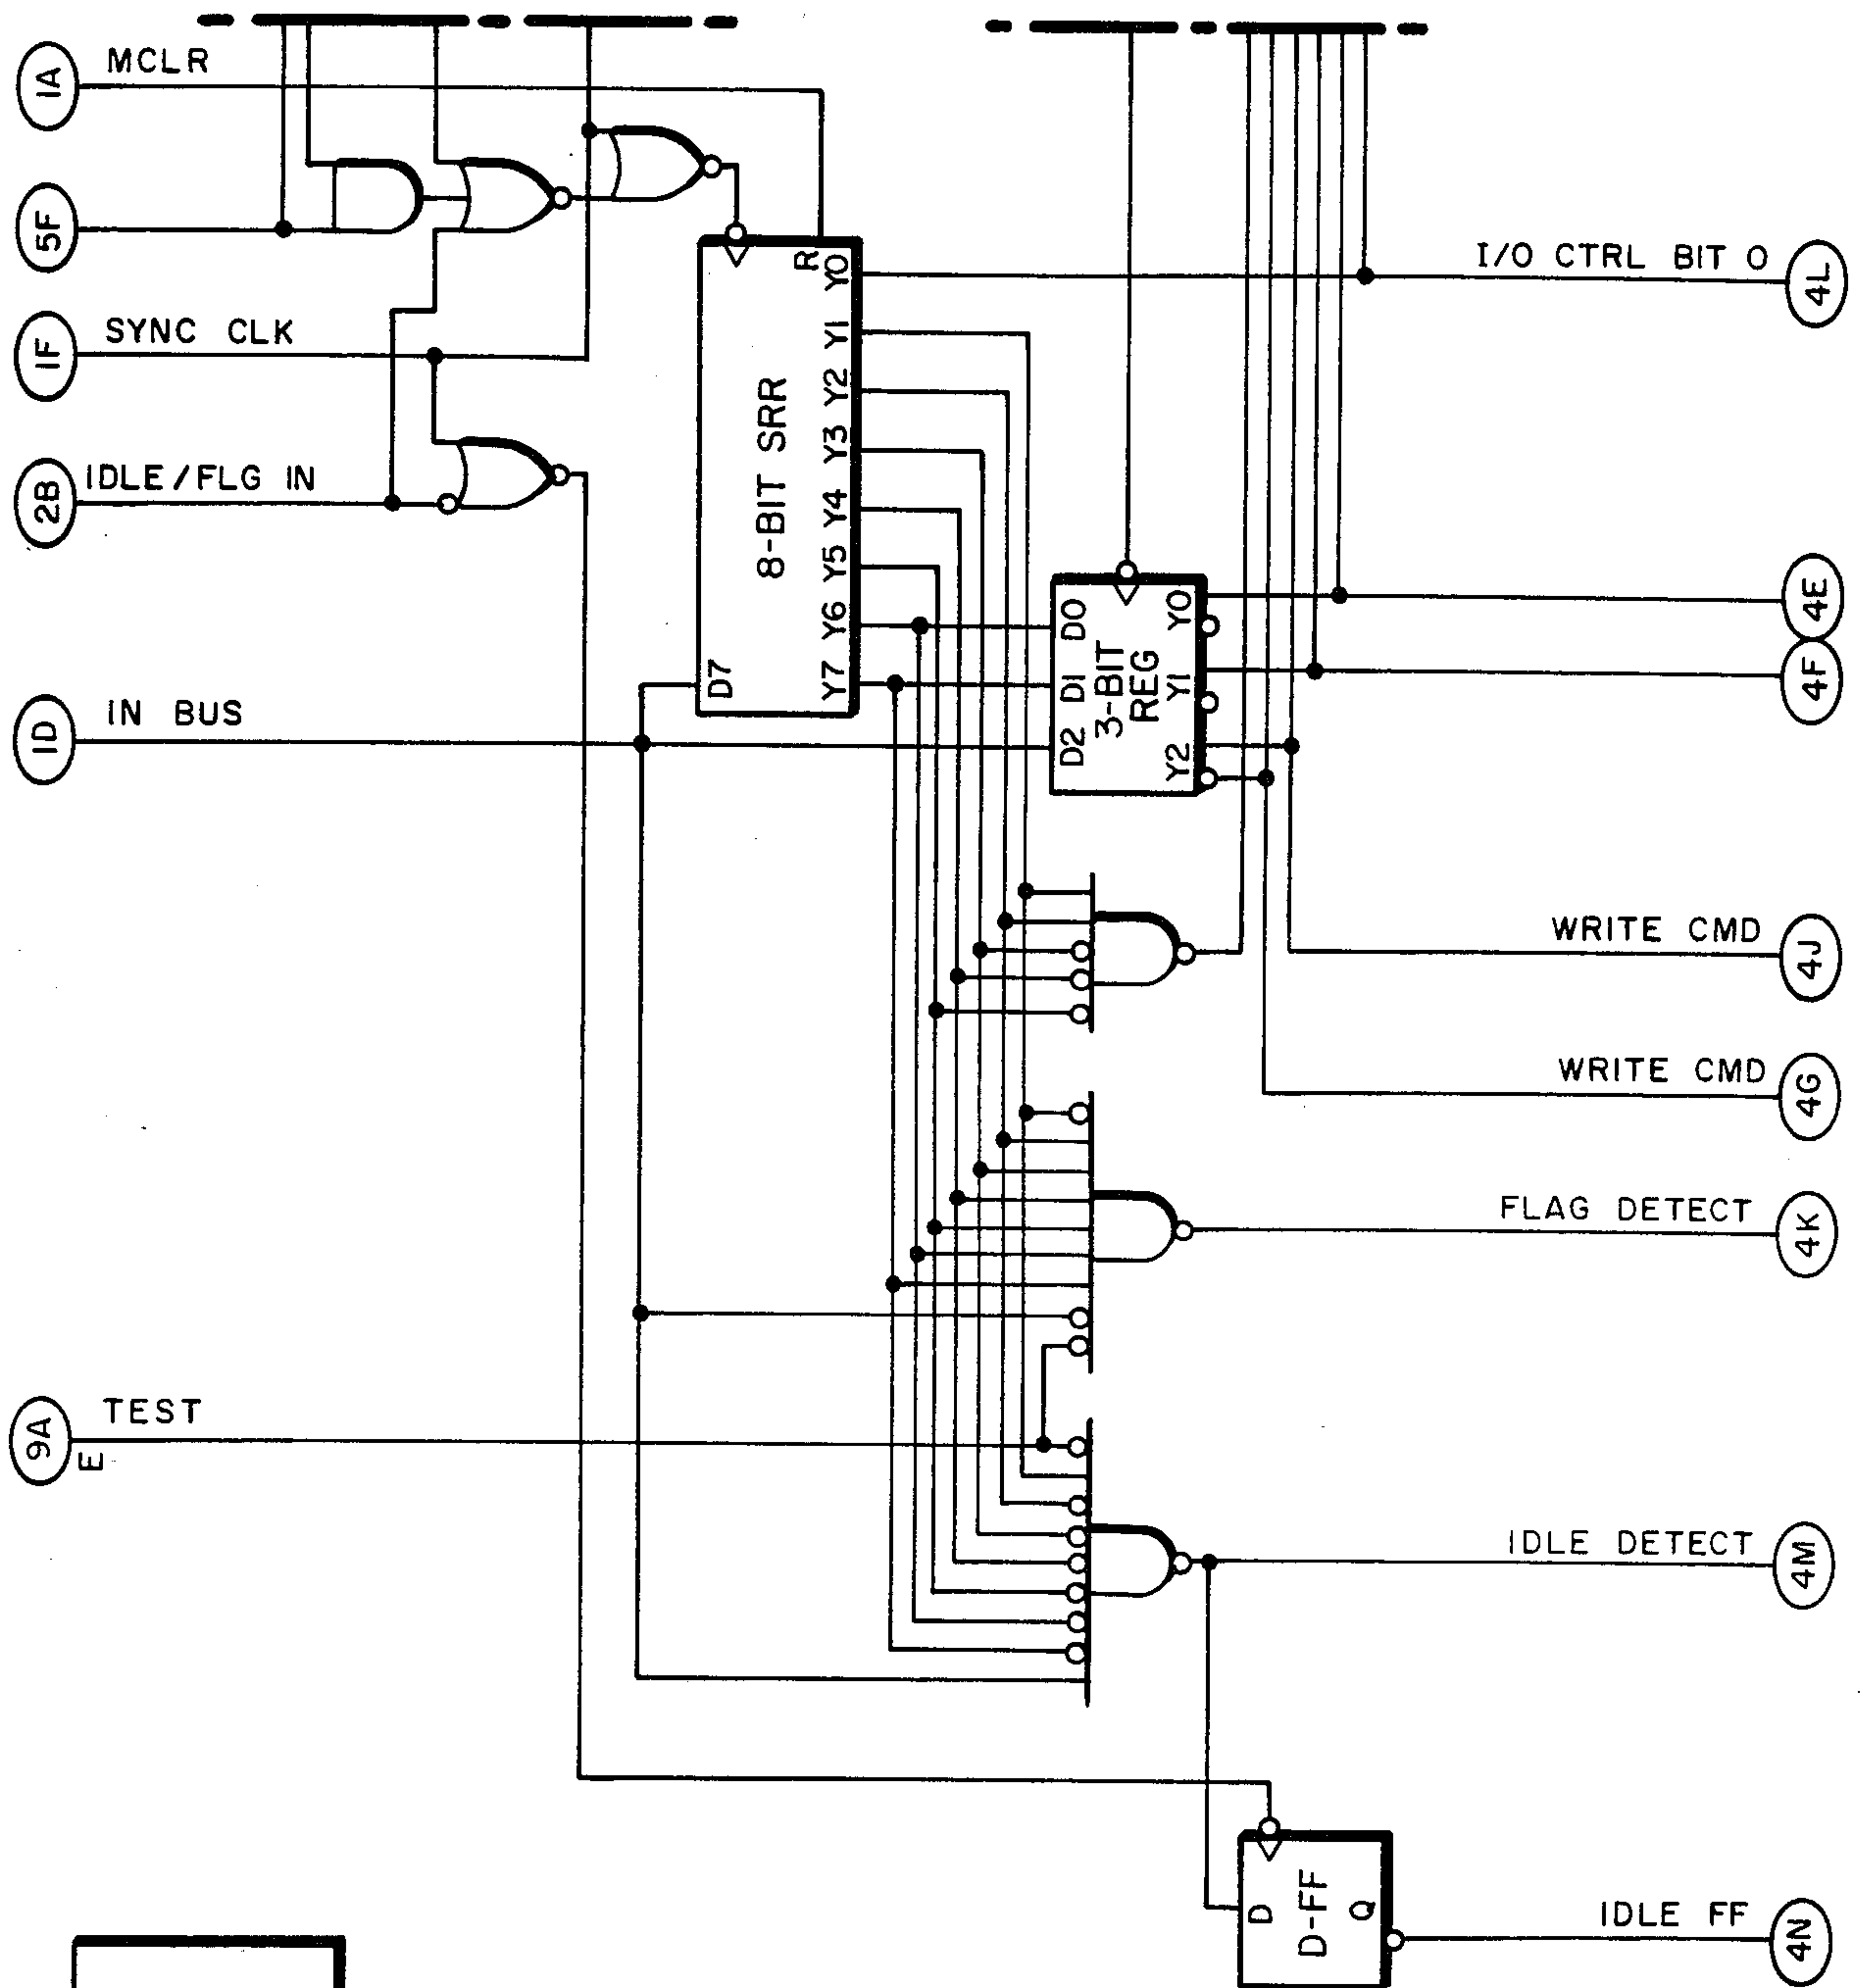 1A MCLR
5F
1F SYNC CLK
2B IDLE/FLG IN
1D IN BUS
9A TEST
E
8-BIT SRR
R
Y0
Y1
Y2
Y3
Y4
Y5
Y6
Y7
D7
3-BIT
REG
D0
D1
D2
Y0
Y1
Y2
I/O CTRL BIT 0 4L
4E
4F
WRITE CMD 4J
WRITE CMD 4G
FLAG DETECT 4K
IDLE DETECT 4M
D
D-FF
Q
IDLE FF 4N